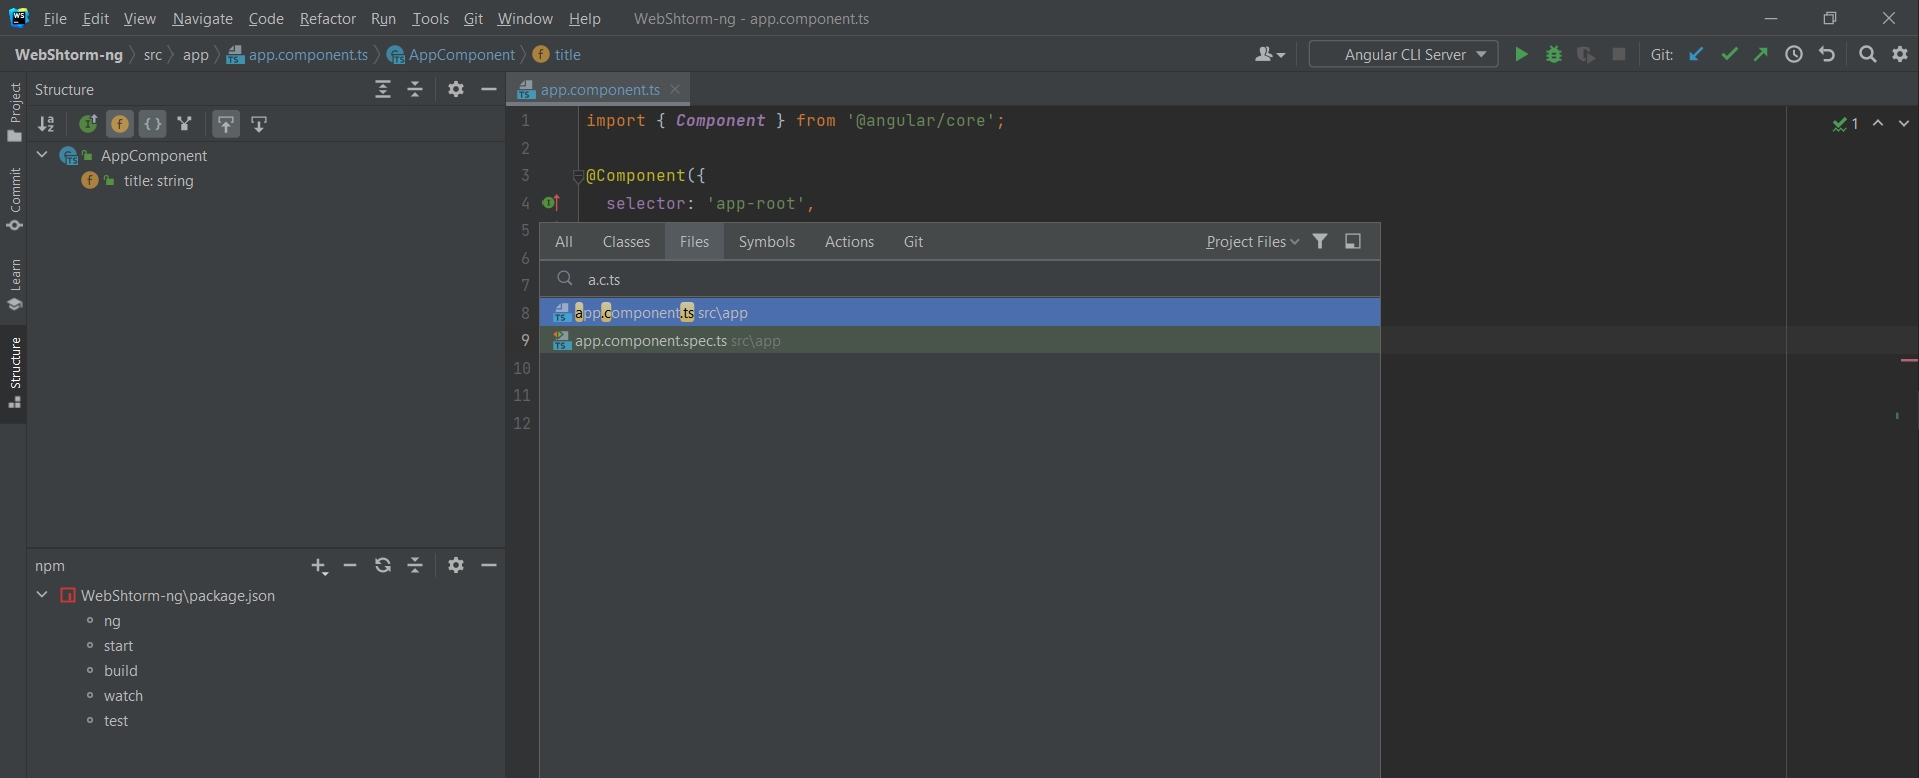 File Edit View Navigate Code Refactor Run Tools Git Window Help WebShtorm-ng - app.component.ts
WebShtorm-ng src app app.component.ts AppComponent title
Angular CLI Server Git:
Project
Commit
Learn
Structure
Structure
AppComponent
title: string
npm
WebShtorm-ng\package.json
ng
start
build
watch
test
app.component.ts
1 import { Component } from '@angular/core';
2
3 @Component({
4 selector: 'app-root',
5
6
7
8
9
10
11
12
1
All Classes Files Symbols Actions Git Project Files
a.c.ts
app.component.ts src\app
app.component.spec.ts src\app